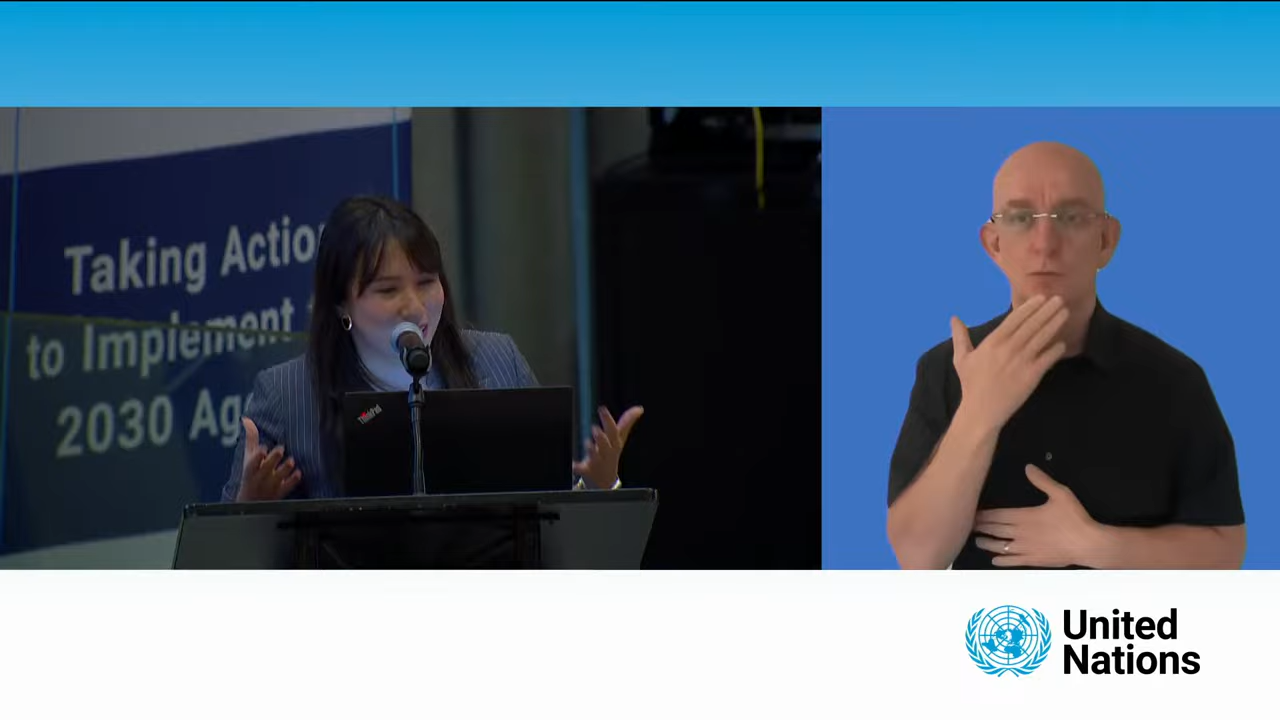 Taking Actio
to Implement
2030 Ag
ThinkPad
United
Nations